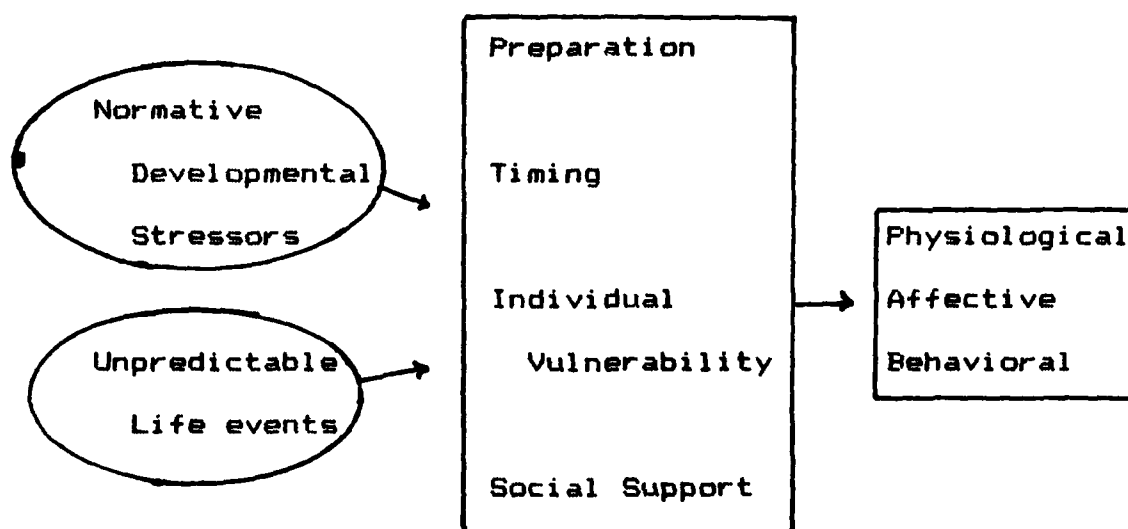 Normative
Developmental
Stressors
Unpredictable
Life events
Preparation
Timing
Individual
Vulnerability
Social Support
Physiological
Affective
Behavioral